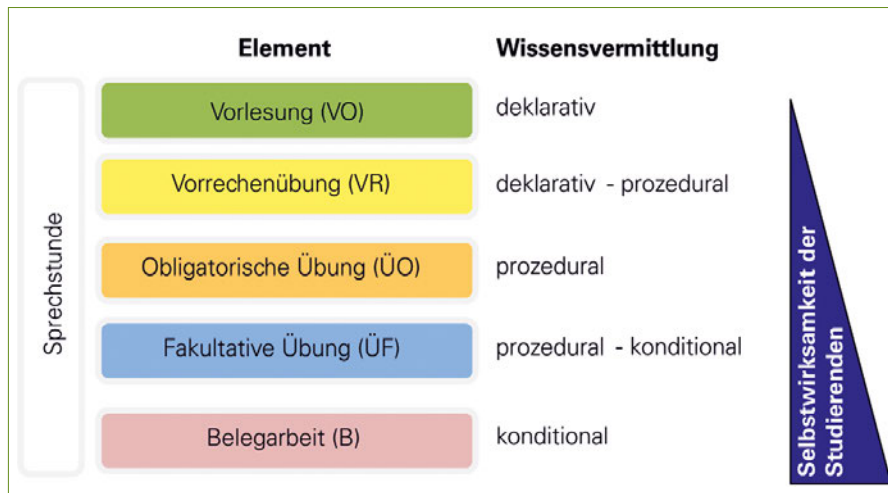 Element
Wissensvermittlung
Sprechstunde
Vorlesung (VO)
deklarativ
Vorrechenübung (VR)
deklarativ - prozedural
Obligatorische Übung (ÜO)
prozedural
Fakultative Übung (ÜF)
prozedural - konditional
Belegarbeit (B)
konditional
Selbstwirksamkeit der
Studierenden